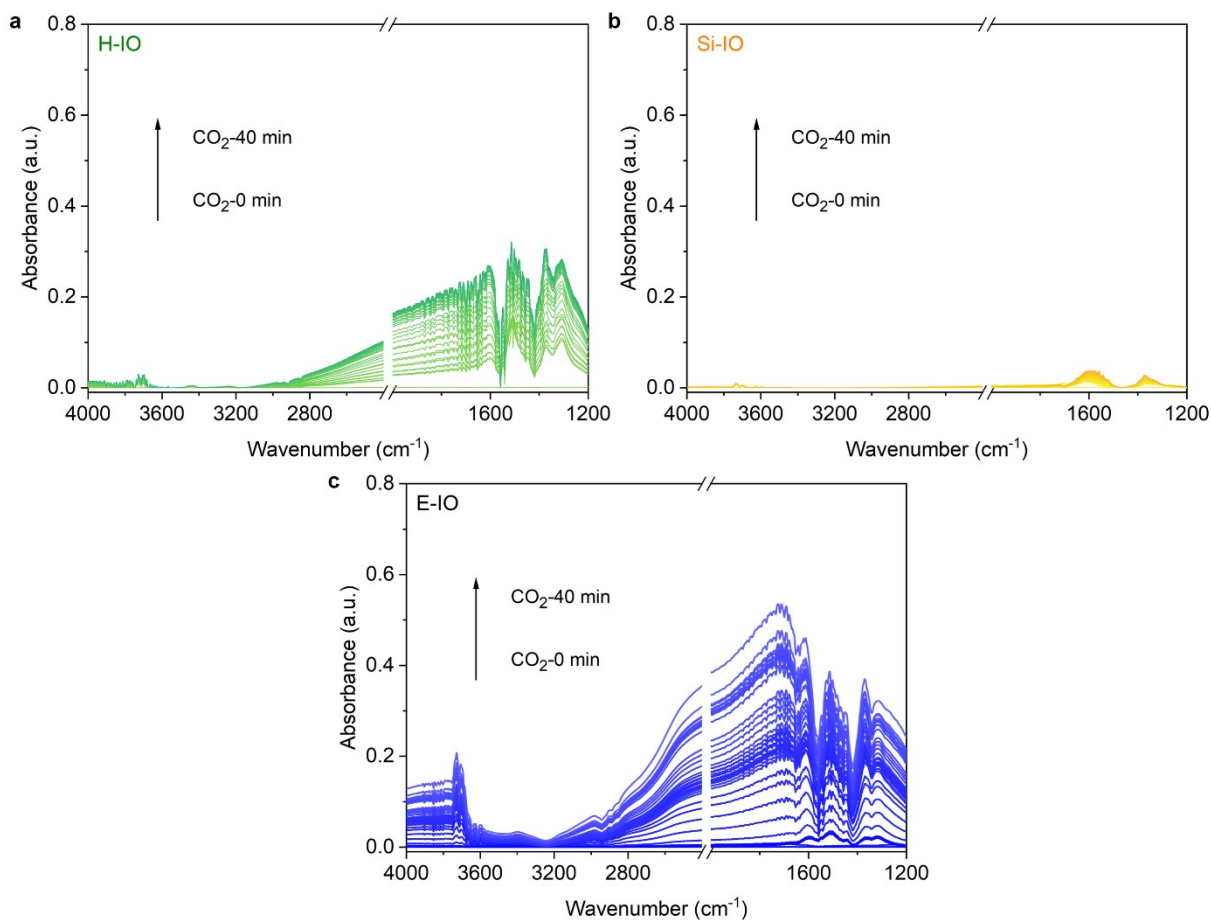 a
H-IO
CO2-40 min
CO2-0 min
Absorbance (a.u.)
0.8
0.6
0.4
0.2
0.0
4000 3600 3200 2800 1600 1400 1200
Wavenumber (cm-1)
b
Si-IO
CO2-40 min
CO2-0 min
Absorbance (a.u.)
0.8
0.6
0.4
0.2
0.0
4000 3600 3200 2800 1600 1400 1200
Wavenumber (cm-1)
c
E-IO
CO2-40 min
CO2-0 min
Absorbance (a.u.)
0.8
0.6
0.4
0.2
0.0
4000 3600 3200 2800 1600 1400 1200
Wavenumber (cm-1)